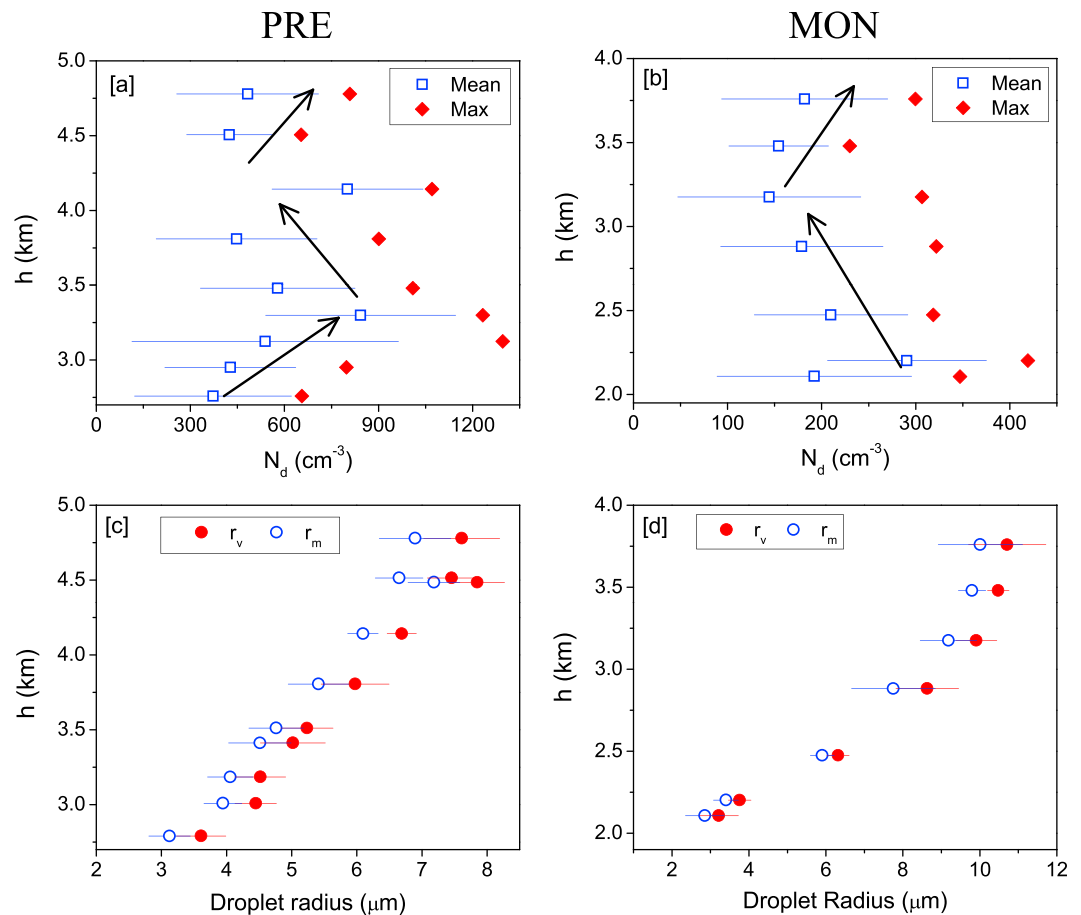 PRE
MON
[a]
Mean
Max
5.0
4.5
4.0
3.5
3.0
h (km)
0 300 600 900 1200
N_d (cm^-3)
[b]
Mean
Max
4.0
3.5
3.0
2.5
2.0
h (km)
0 100 200 300 400
N_d (cm^-3)
[c]
r_v r_m
5.0
4.5
4.0
3.5
3.0
h (km)
2 3 4 5 6 7 8
Droplet radius (μm)
[d]
r_v r_m
4.0
3.5
3.0
2.5
2.0
h (km)
2 4 6 8 10 12
Droplet Radius (μm)